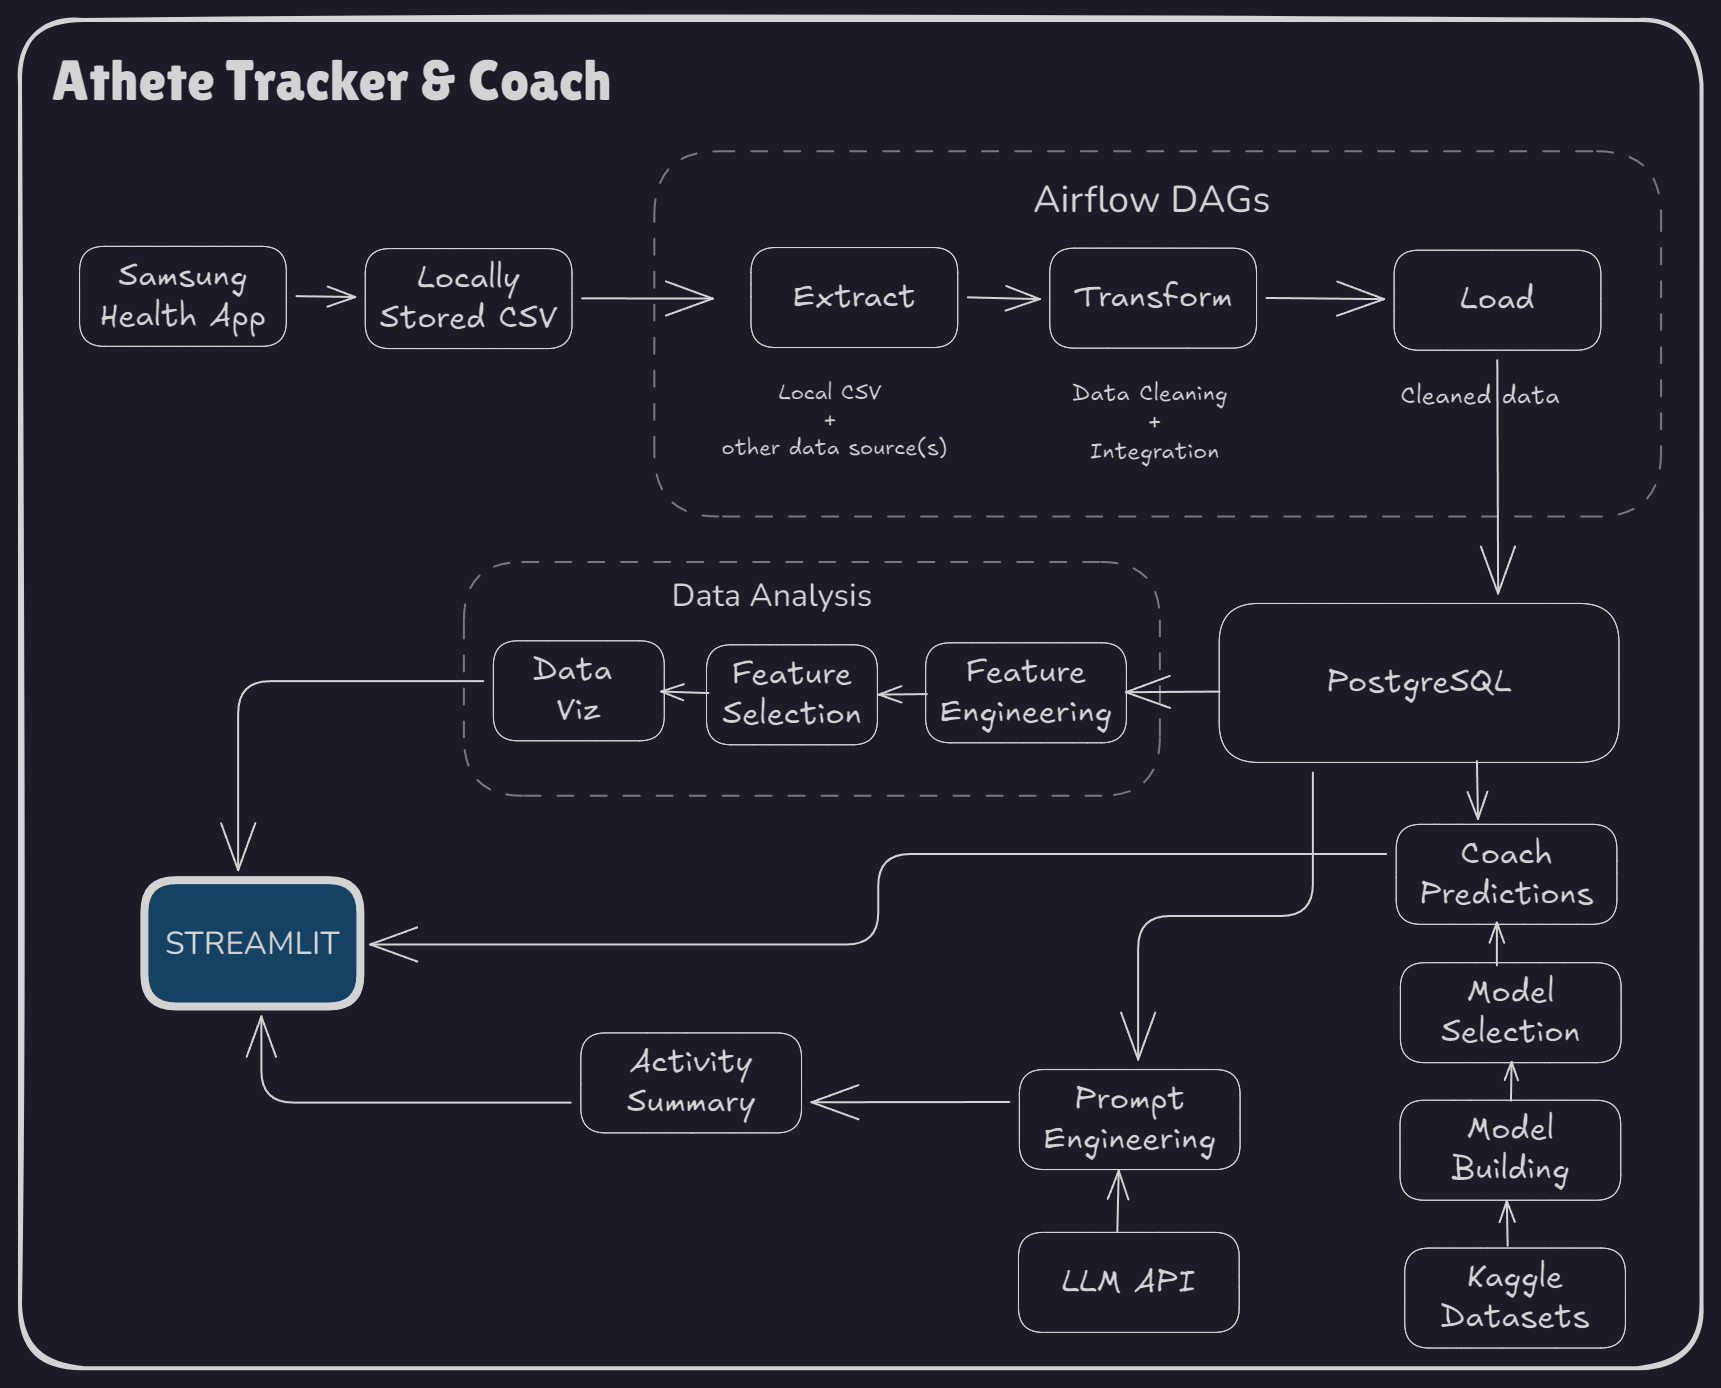 Athete Tracker & Coach
Airflow DAGs
Samsung
Health App
Locally
Stored CSV
Extract
Transform
Load
Local CSV
+
other data source(s)
Data Cleaning
+
Integration
Cleaned data
Data Analysis
Data
Viz
Feature
Selection
Feature
Engineering
PostgreSQL
Coach
Predictions
STREAMLIT
Model
Selection
Activity
Summary
Prompt
Engineering
Model
Building
LLM API
Kaggle
Datasets